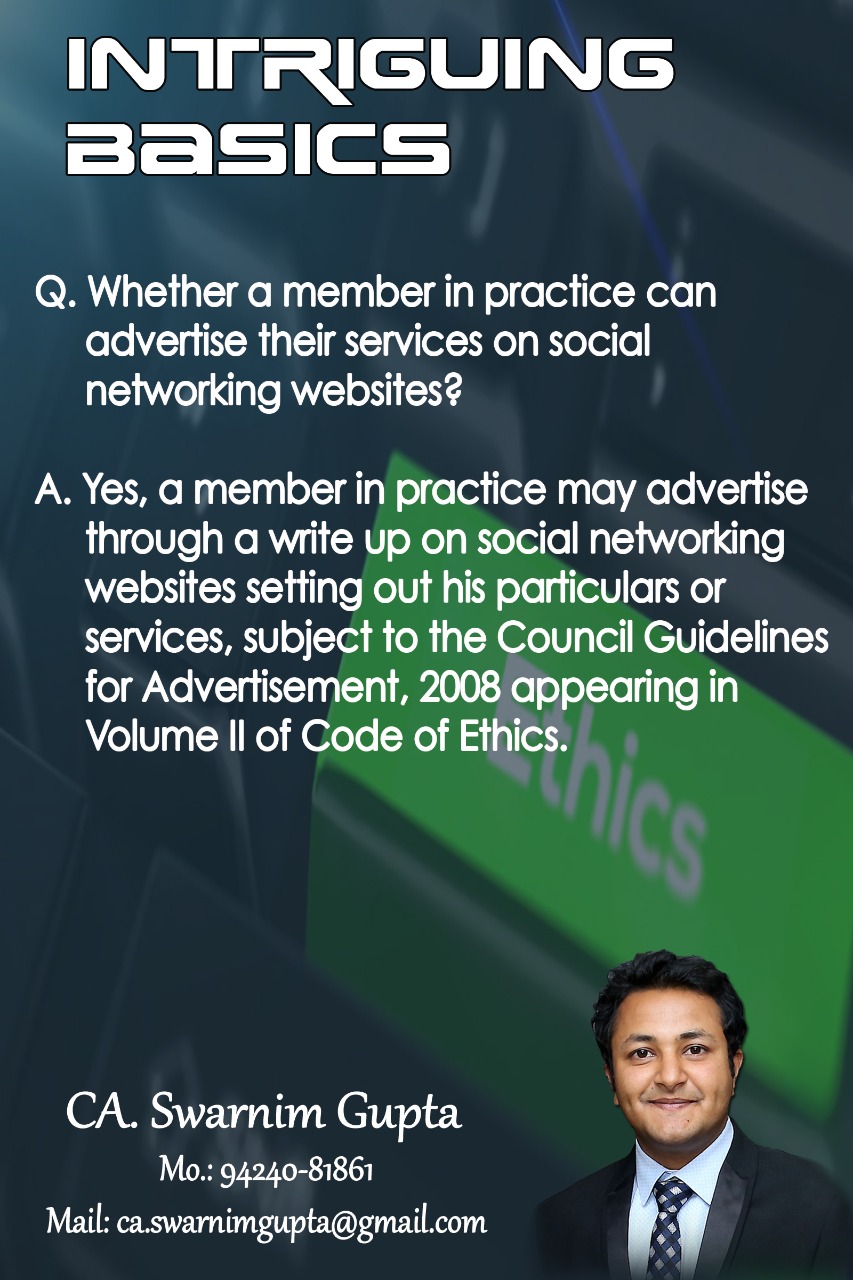 INTRIGUING
BASICS
Q. Whether a member in practice can
advertise their services on social
networking websites?
A. Yes, a member in practice may advertise
through a write up on social networking
websites setting out his particulars or
services, subject to the Council Guidelines
for Advertisement, 2008 appearing in
Volume II of Code of Ethics.
Ethics
CA. Swarnim Gupta
Mo.: 94240-81861
Mail: ca.swarnimgupta@gmail.com